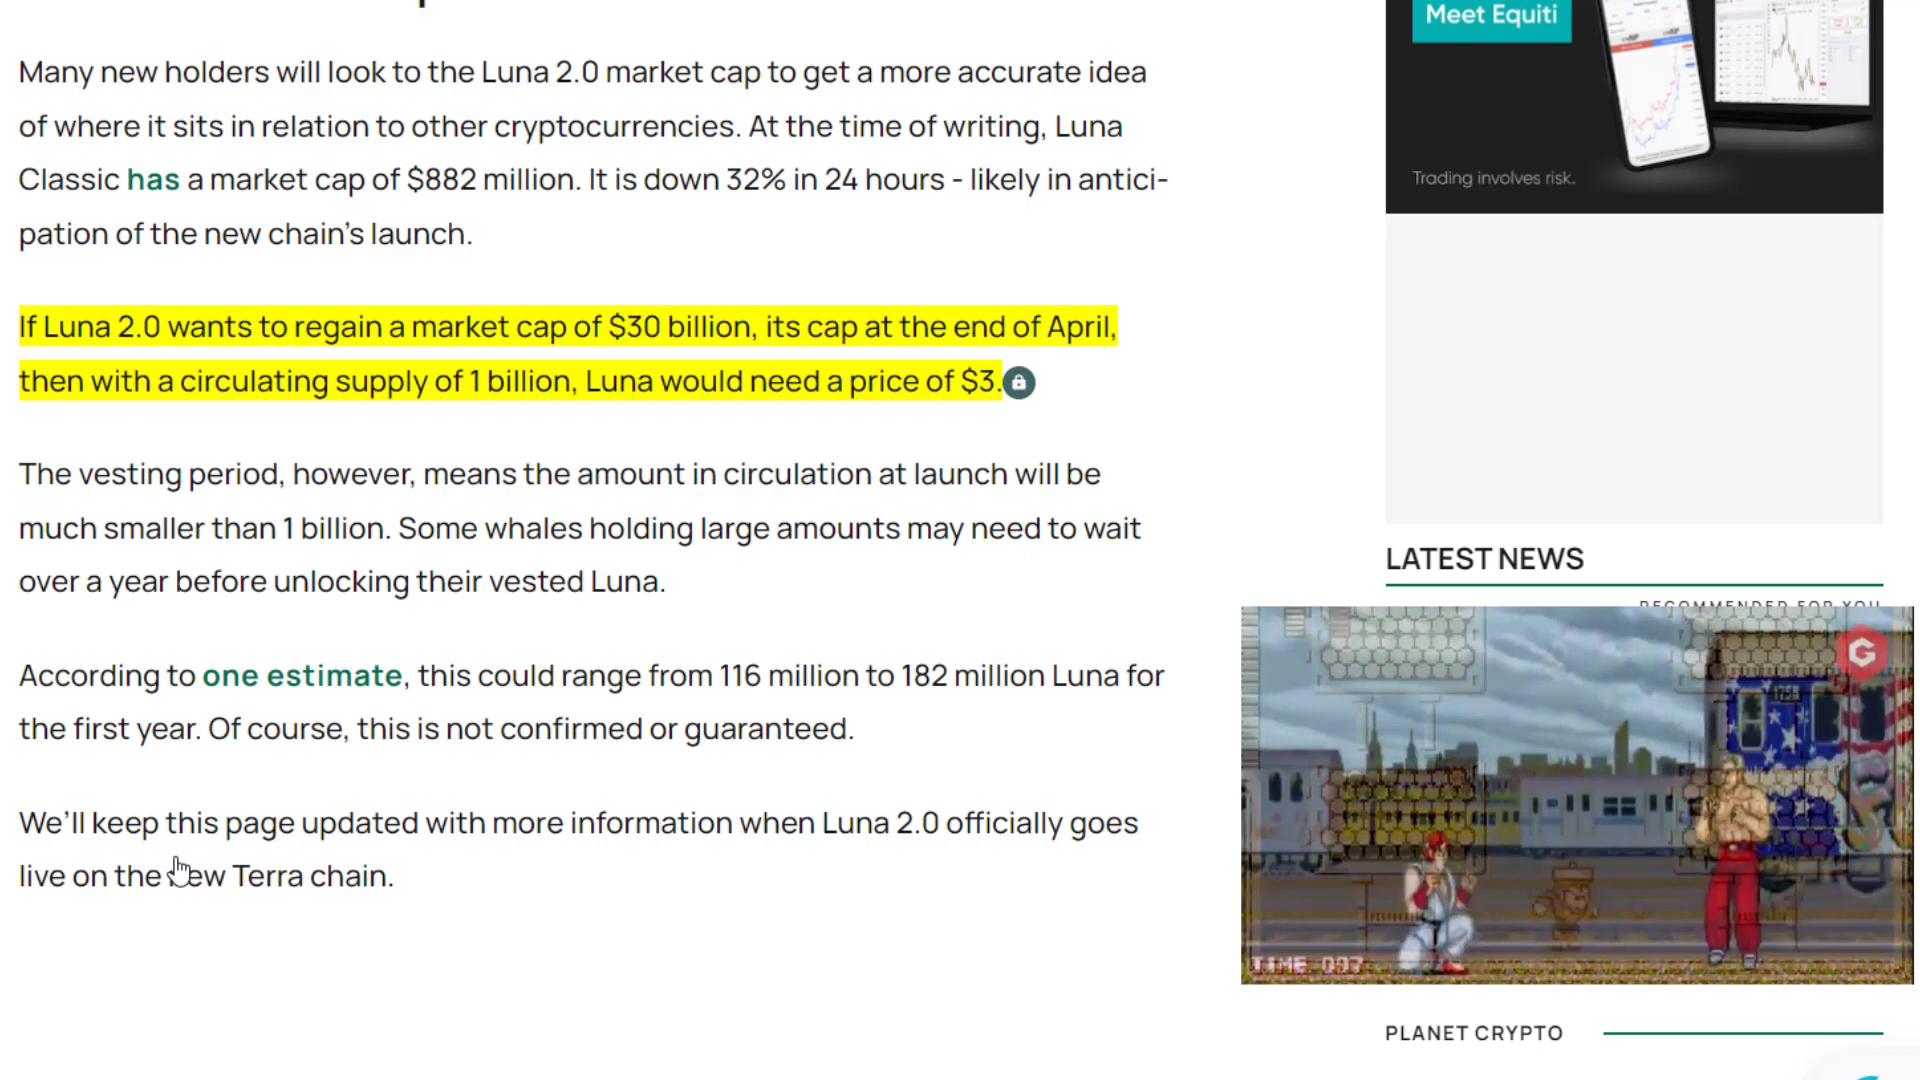 Meet Equiti
Many new holders will look to the Luna 2.0 market cap to get a more accurate idea
of where it sits in relation to other cryptocurrencies. At the time of writing, Luna
Classic has a market cap of $882 million. It is down 32% in 24 hours - likely in antici-
pation of the new chain's launch.
Trading involves risk.
If Luna 2.0 wants to regain a market cap of $30 billion, its cap at the end of April,
then with a circulating supply of 1 billion, Luna would need a price of $3.
The vesting period, however, means the amount in circulation at launch will be
much smaller than 1 billion. Some whales holding large amounts may need to wait
over a year before unlocking their vested Luna.
According to one estimate, this could range from 116 million to 182 million Luna for
the first year. Of course, this is not confirmed or guaranteed.
We'll keep this page updated with more information when Luna 2.0 officially goes
live on the new Terra chain.
LATEST NEWS
RECOMMENDED FOR YOU
G
TIME 007
PLANET CRYPTO